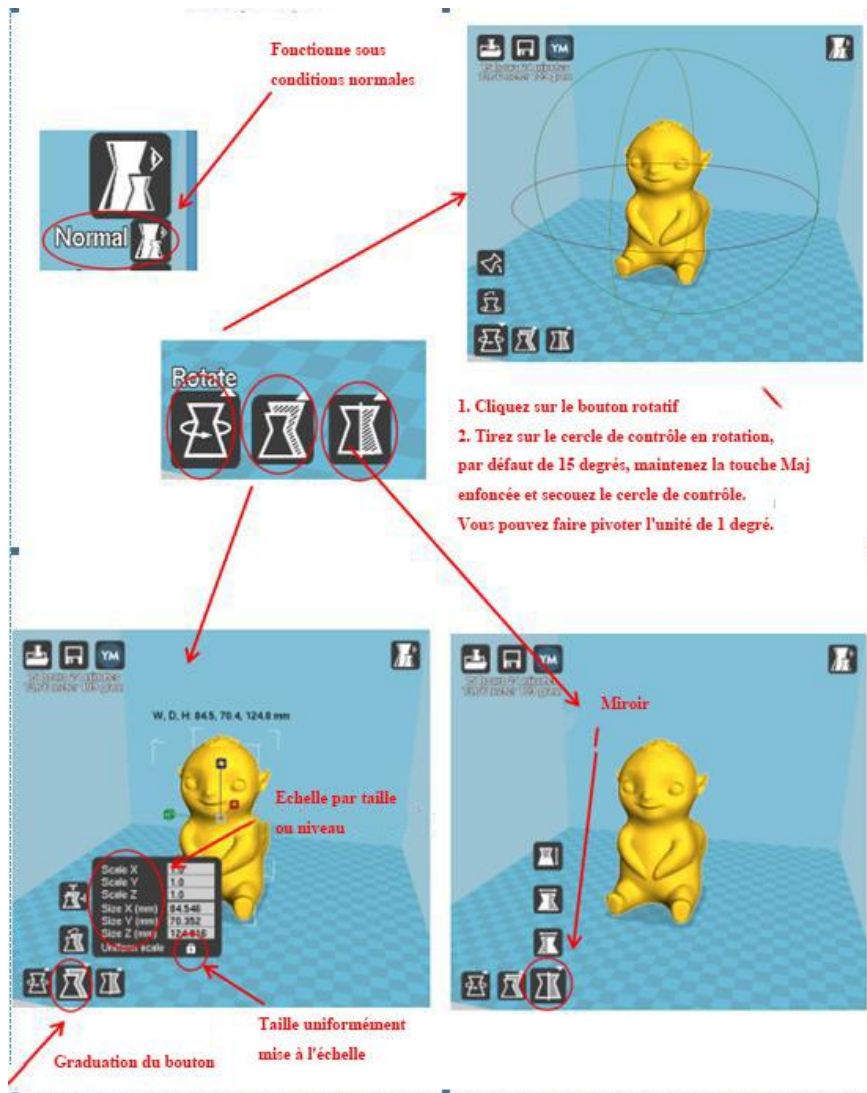 Fonctionne sous
conditions normales
Normal
YM
Rotate
1. Cliquez sur le bouton rotatif
2. Tirez sur le cercle de contrôle en rotation,
par défaut de 15 degrés, maintenez la touche Maj
enfoncée et secouez le cercle de contrôle.
Vous pouvez faire pivoter l'unité de 1 degré.
YM
W, D, H: 84.5, 70.4, 124.8 mm
Echelle par taille
ou niveau
Scale X 1.0
Scale Y 1.0
Scale Z 1.0
Size X (mm) 84.546
Size Y (mm) 70.352
Size Z (mm)
Uniform scale
Taille uniformément
mise à l'échelle
Graduation du bouton
YM
Miroir